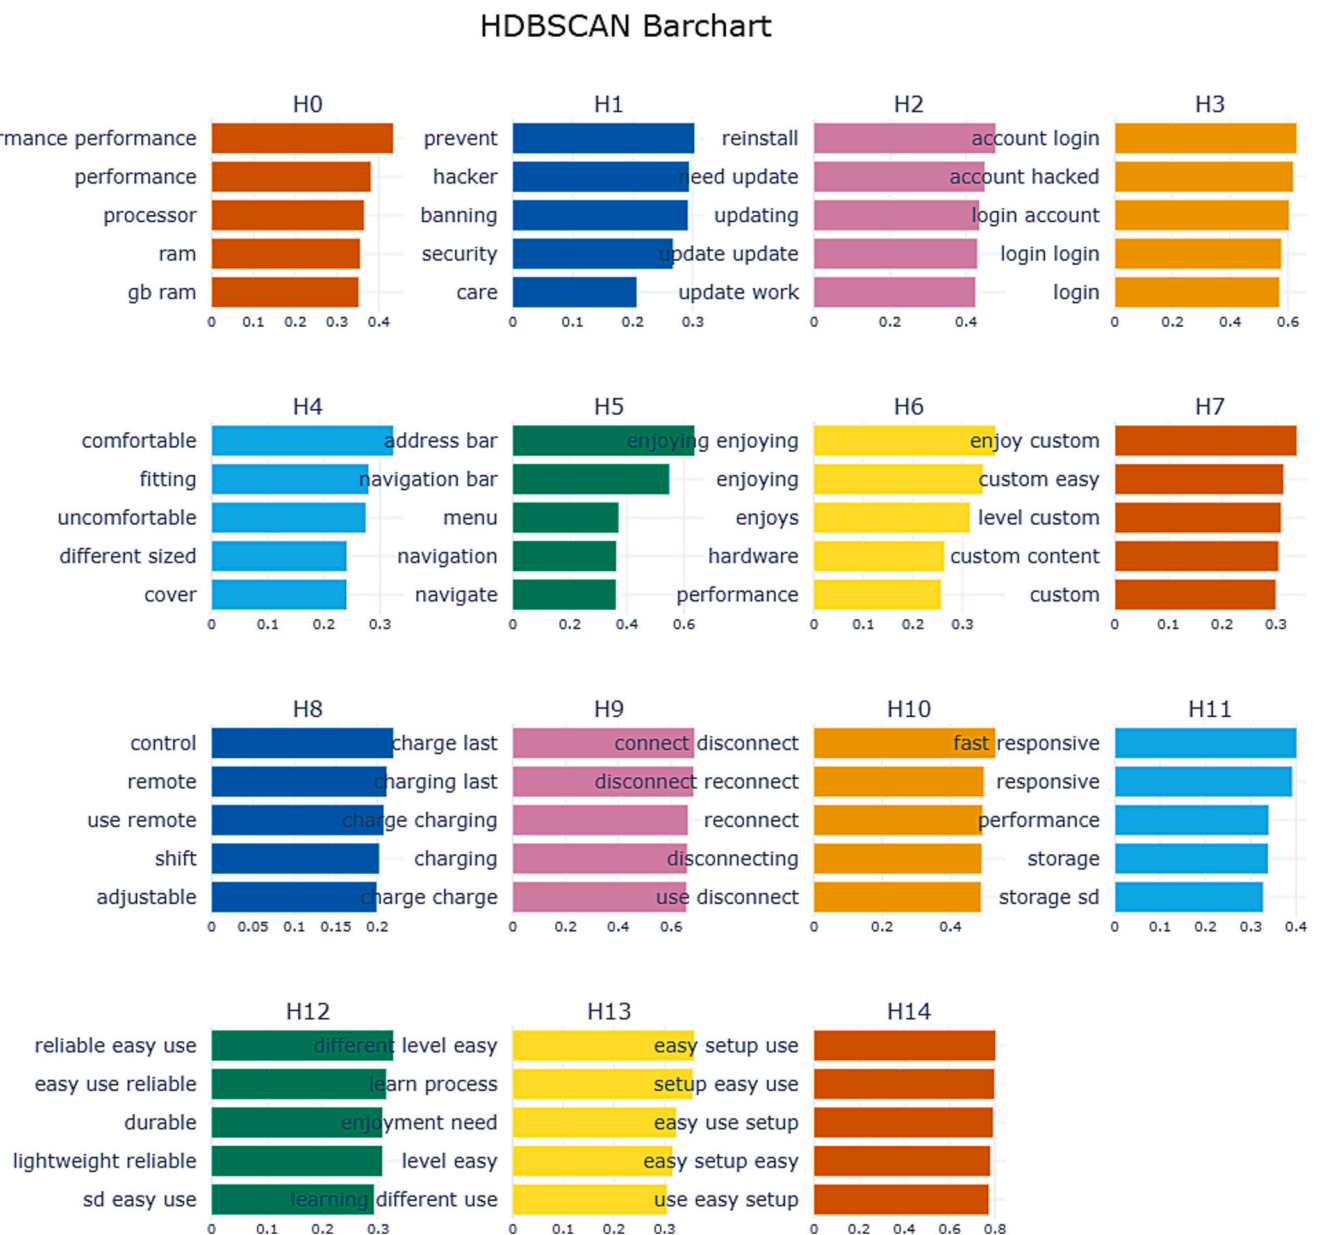 HDBSCAN Barchart
H0
rmance performance
performance
processor
ram
gb ram
0 0.1 0.2 0.3 0.4
H1
prevent
hacker
banning
security
care
0 0.1 0.2 0.3
H2
reinstall
need update
updating
update update
update work
0 0.2 0.4
H3
account login
account hacked
login account
login login
login
0 0.2 0.4 0.6
H4
comfortable
fitting
uncomfortable
different sized
cover
0 0.1 0.2 0.3
H5
address bar
navigation bar
menu
navigation
navigate
0 0.2 0.4 0.6
H6
enjoying enjoying
enjoying
enjoys
hardware
performance
0 0.1 0.2 0.3
H7
enjoy custom
custom easy
level custom
custom content
custom
0 0.1 0.2 0.3
H8
control
remote
use remote
shift
adjustable
0 0.05 0.1 0.15 0.2
H9
charge last
charging last
charge charging
charging
charge charge
0 0.2 0.4 0.6
H10
connect disconnect
disconnect reconnect
reconnect
disconnecting
use disconnect
0 0.2 0.4
H11
fast responsive
responsive
performance
storage
storage sd
0 0.1 0.2 0.3 0.4
H12
reliable easy use
easy use reliable
durable
lightweight reliable
sd easy use
0 0.1 0.2 0.3
H13
different level easy
learn process
enjoyment need
level easy
learning different use
0 0.1 0.2 0.3
H14
easy setup use
setup easy use
easy use setup
easy setup easy
use easy setup
0 0.2 0.4 0.6 0.8